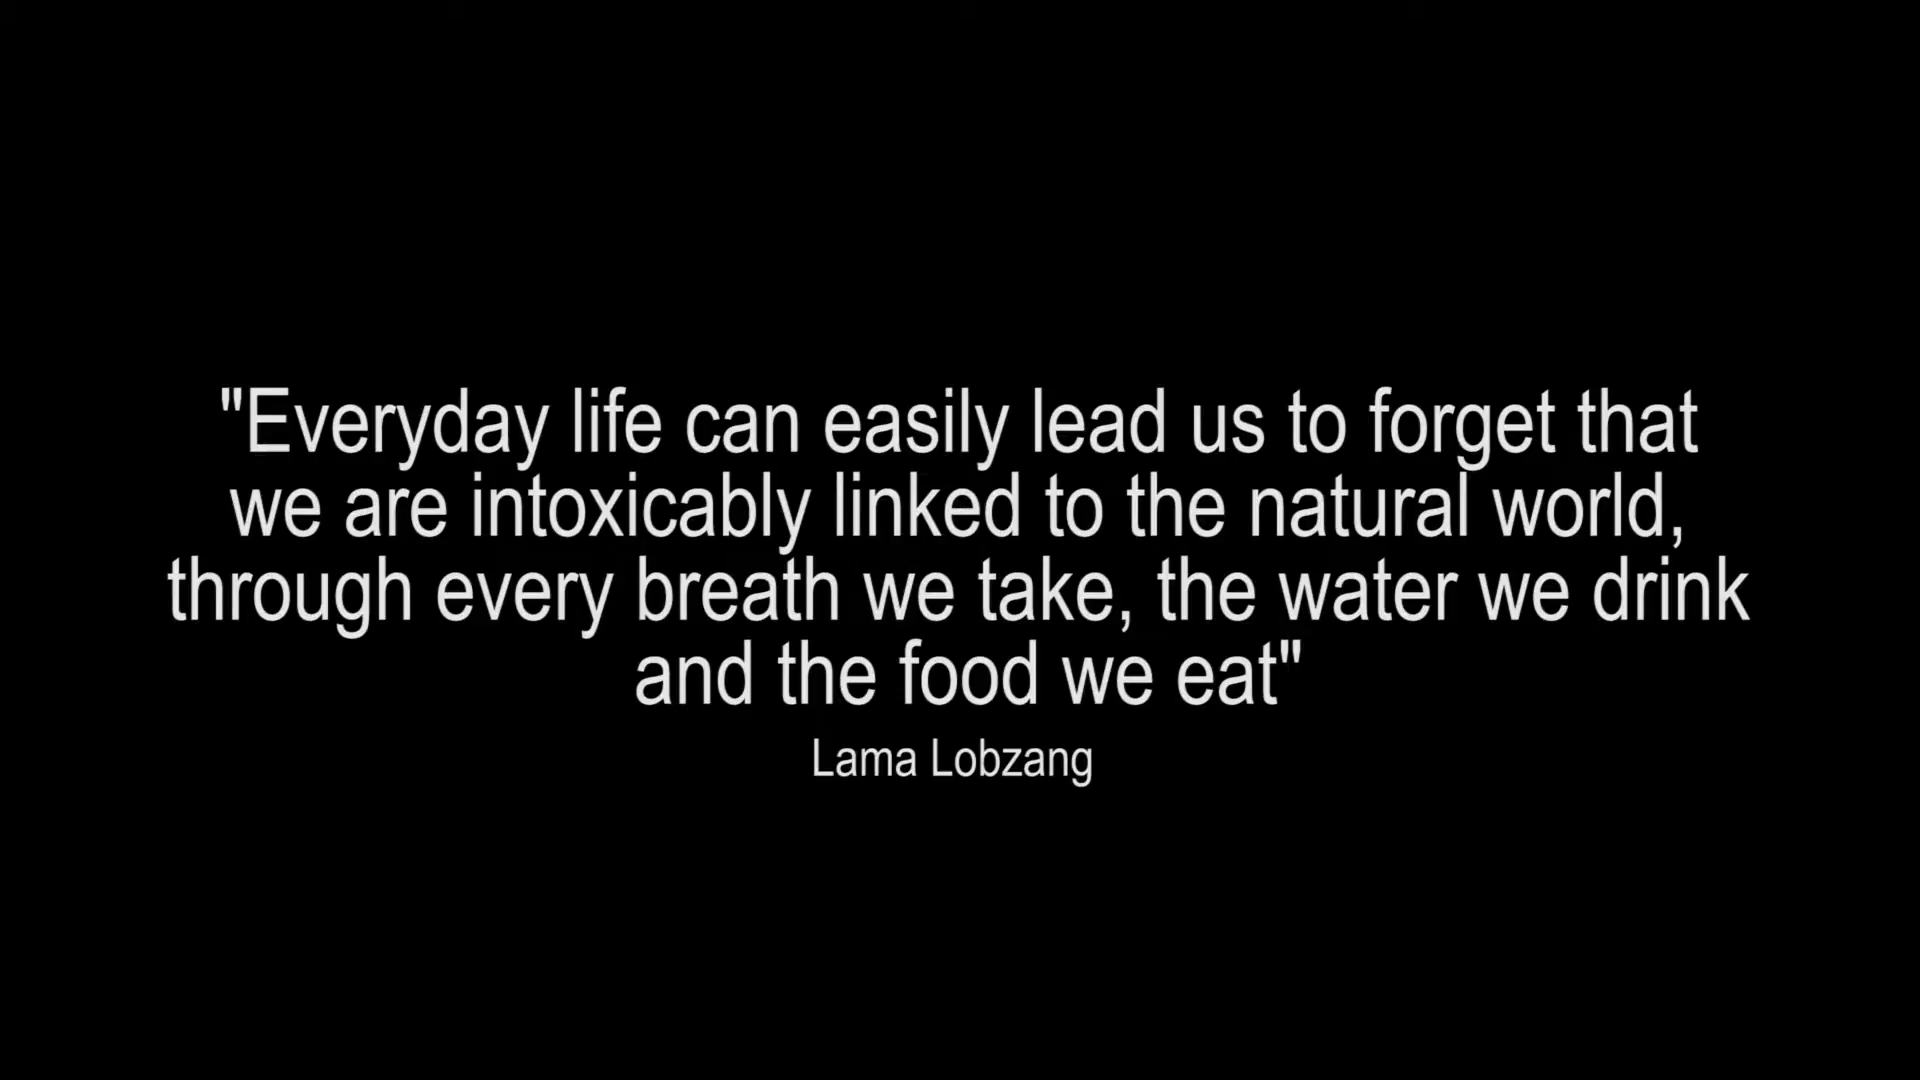 "Everyday life can easily lead us to forget that
we are intoxicably linked to the natural world,
through every breath we take, the water we drink
and the food we eat"
Lama Lobzang